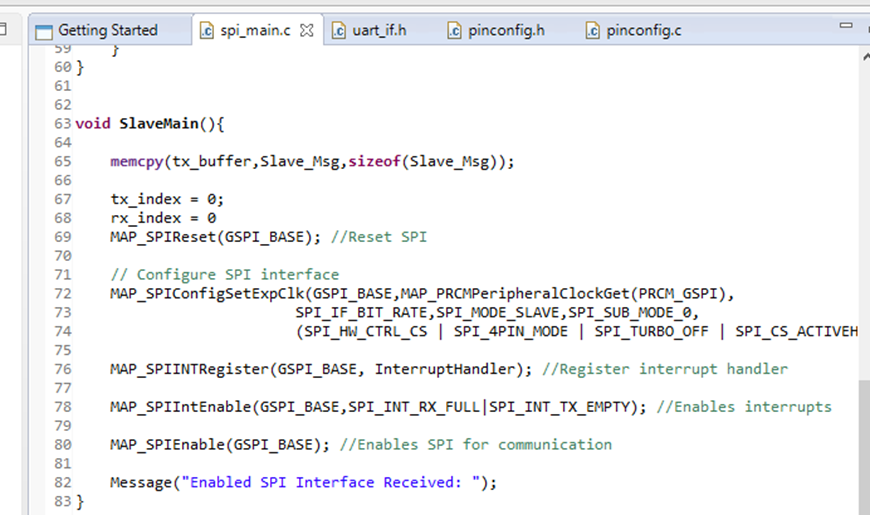 Getting Started spi_main.c uart_if.h pinconfig.h pinconfig.c
59 }
60 }
61
62
63 void SlaveMain(){
64
65 memcpy(tx_buffer,Slave_Msg,sizeof(Slave_Msg));
66
67 tx_index = 0;
68 rx_index = 0
69 MAP_SPIReset(GSPI_BASE); //Reset SPI
70
71 // Configure SPI interface
72 MAP_SPIConfigSetExpClk(GSPI_BASE,MAP_PRCMPeripheralClockGet(PRCM_GSPI),
73 SPI_IF_BIT_RATE,SPI_MODE_SLAVE,SPI_SUB_MODE_0,
74 (SPI_HW_CTRL_CS | SPI_4PIN_MODE | SPI_TURBO_OFF | SPI_CS_ACTIVEH
75
76 MAP_SPIINTRegister(GSPI_BASE, InterruptHandler); //Register interrupt handler
77
78 MAP_SPIIntEnable(GSPI_BASE,SPI_INT_RX_FULL|SPI_INT_TX_EMPTY); //Enables interrupts
79
80 MAP_SPIEnable(GSPI_BASE); //Enables SPI for communication
81
82 Message("Enabled SPI Interface Received: ");
83 }